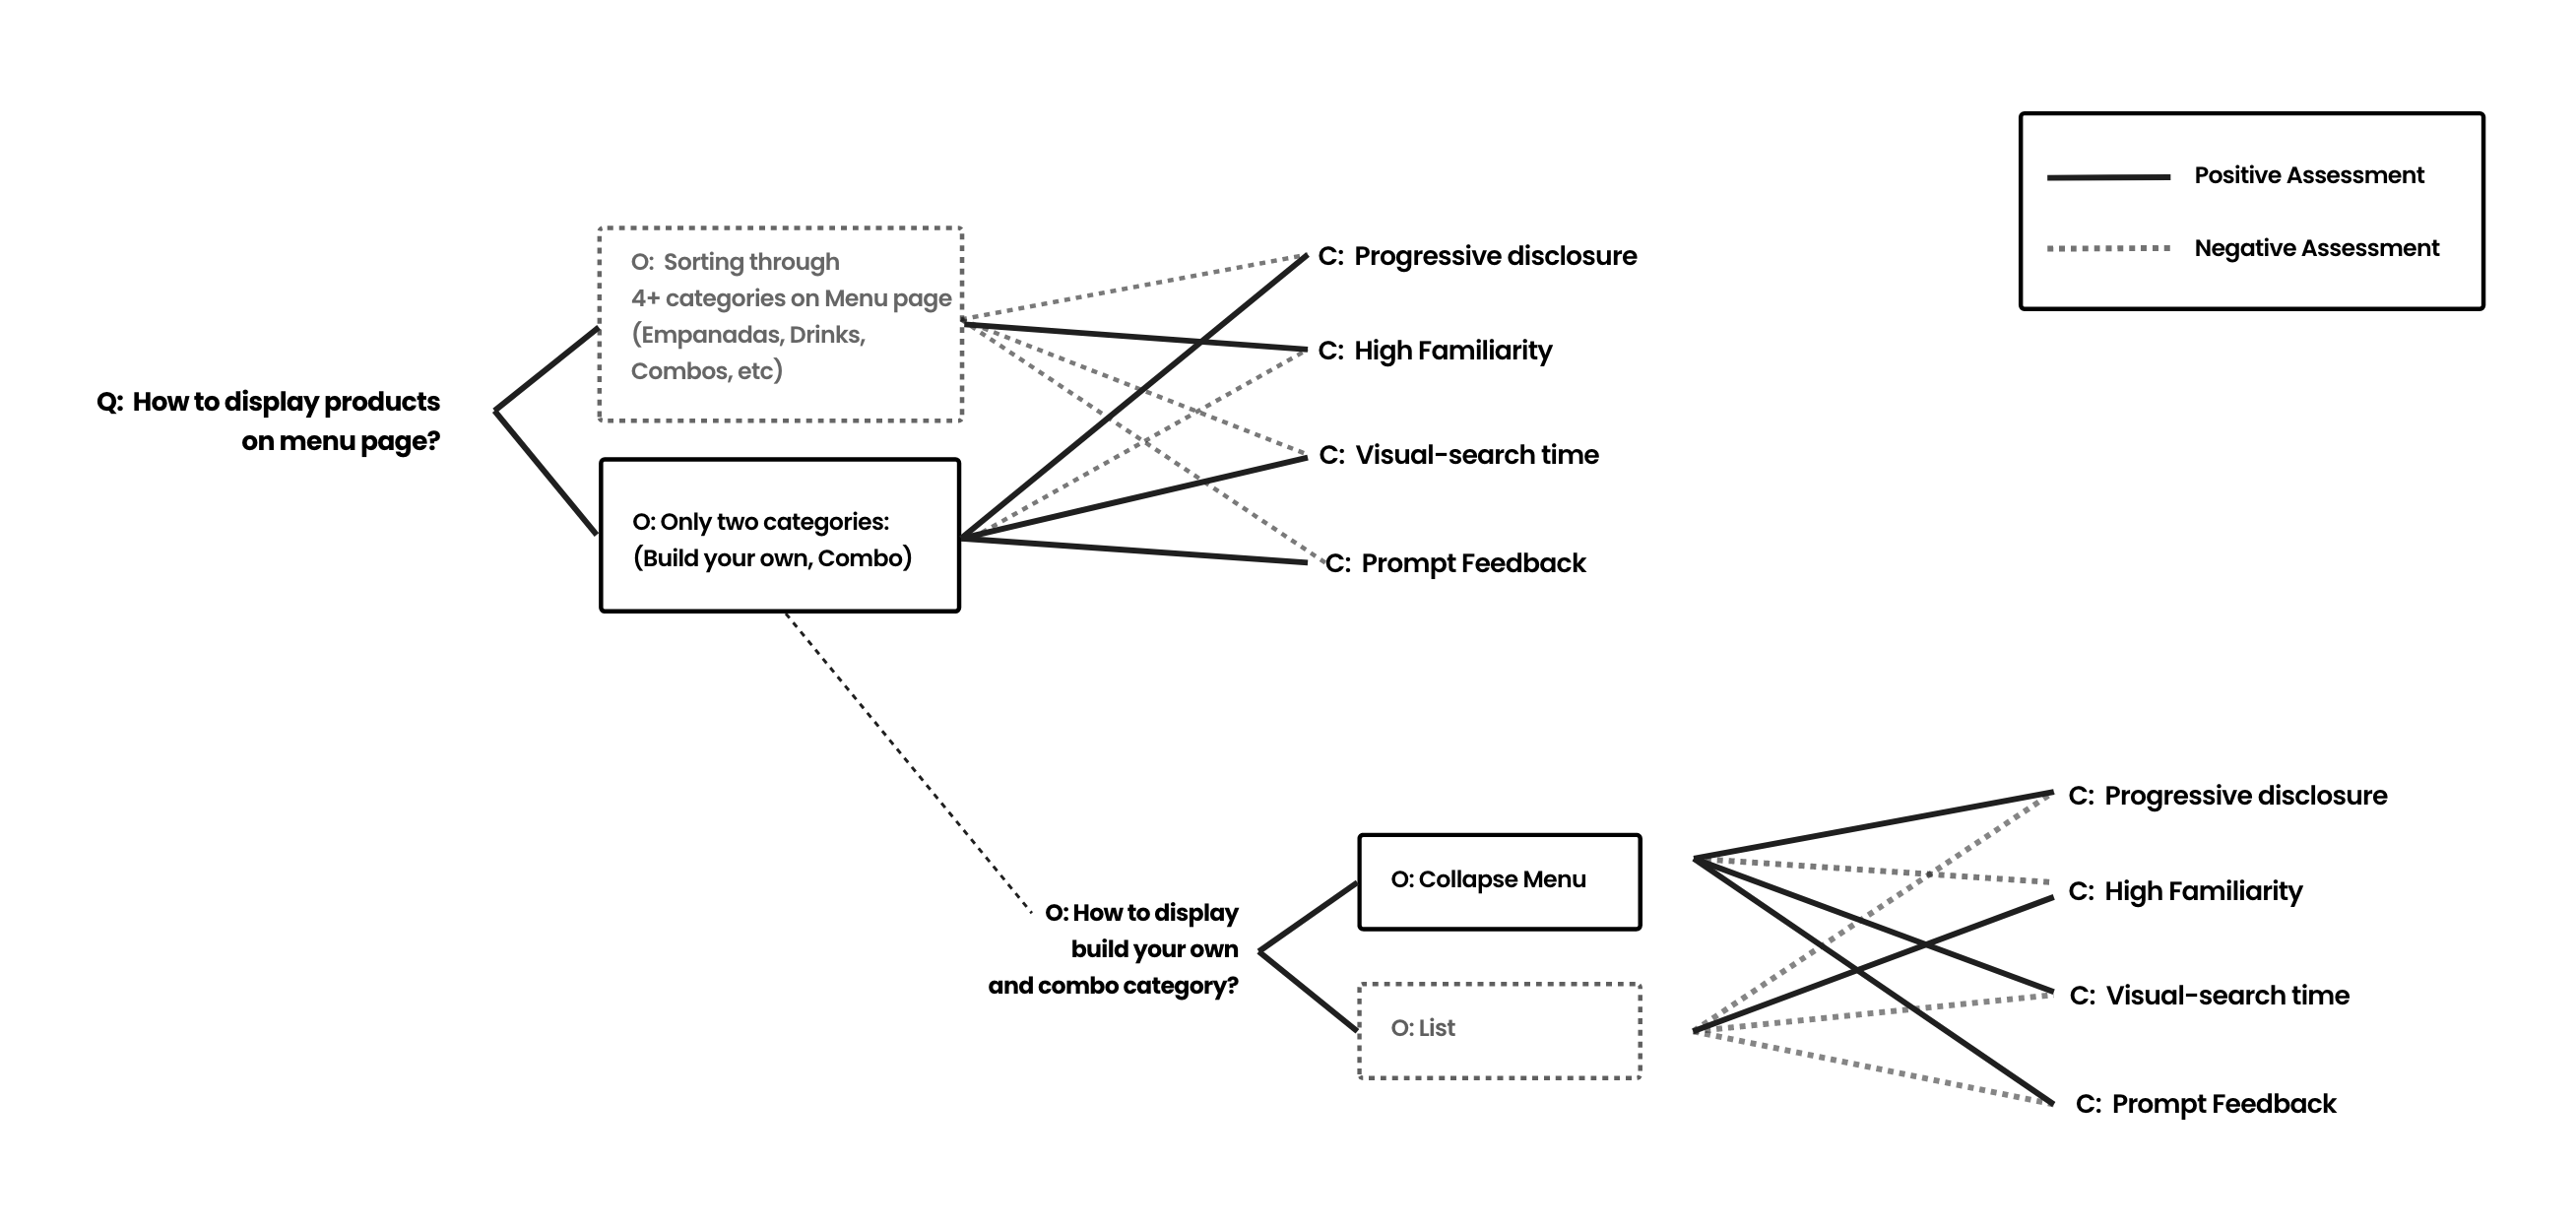 Positive Assessment
Negative Assessment
Q: How to display products
on menu page?
O: Sorting through
4+ categories on Menu page
(Empanadas, Drinks,
Combos, etc)
O: Only two categories:
(Build your own, Combo)
C: Progressive disclosure
C: High Familiarity
C: Visual-search time
C: Prompt Feedback
O: How to display
build your own
and combo category?
O: Collapse Menu
O: List
C: Progressive disclosure
C: High Familiarity
C: Visual-search time
C: Prompt Feedback